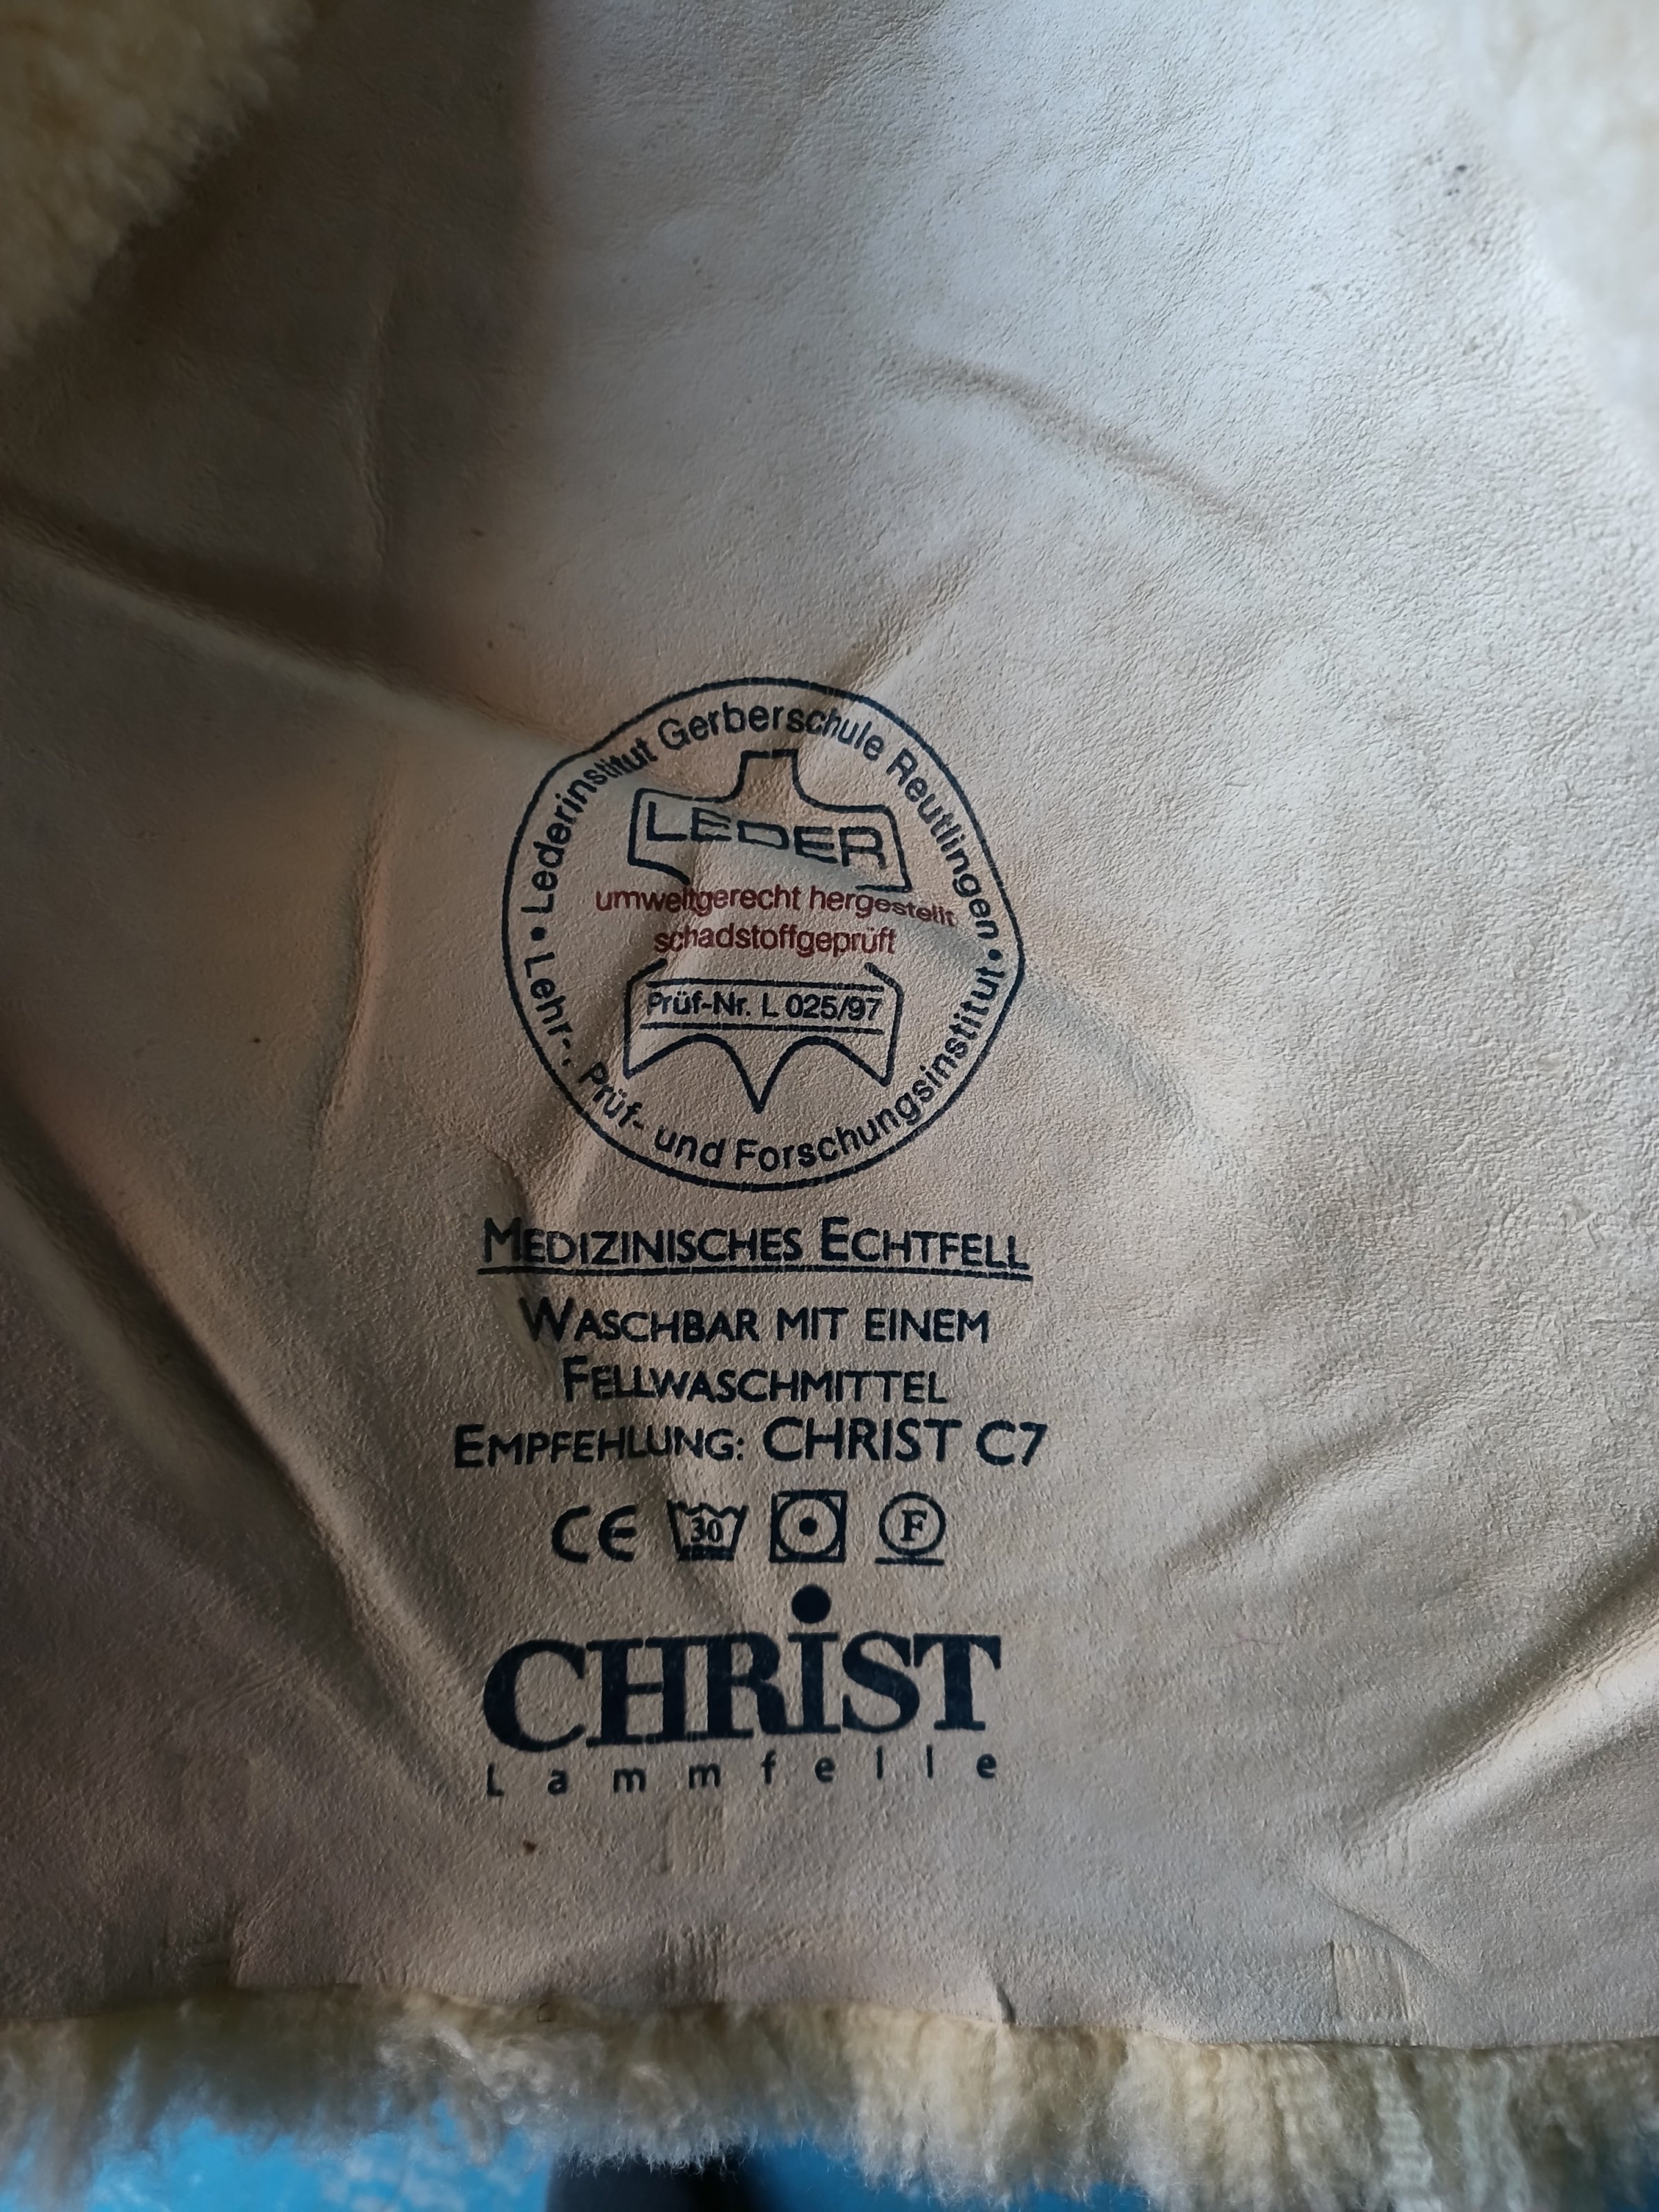 • Lederinstitut Gerberschule Reutlingen •
LEDER
umweltgerecht hergestellt
schadstoffgeprüft
Prüf-Nr. L 025/97
Lehr-, Prüf- und Forschungsinstitut
MEDIZINISCHES ECHTFELL
WASCHBAR MIT EINEM
FELLWASCHMITTEL
EMPFEHLUNG: CHRIST C7
CE 30 F
CHRiST
Lammfelle